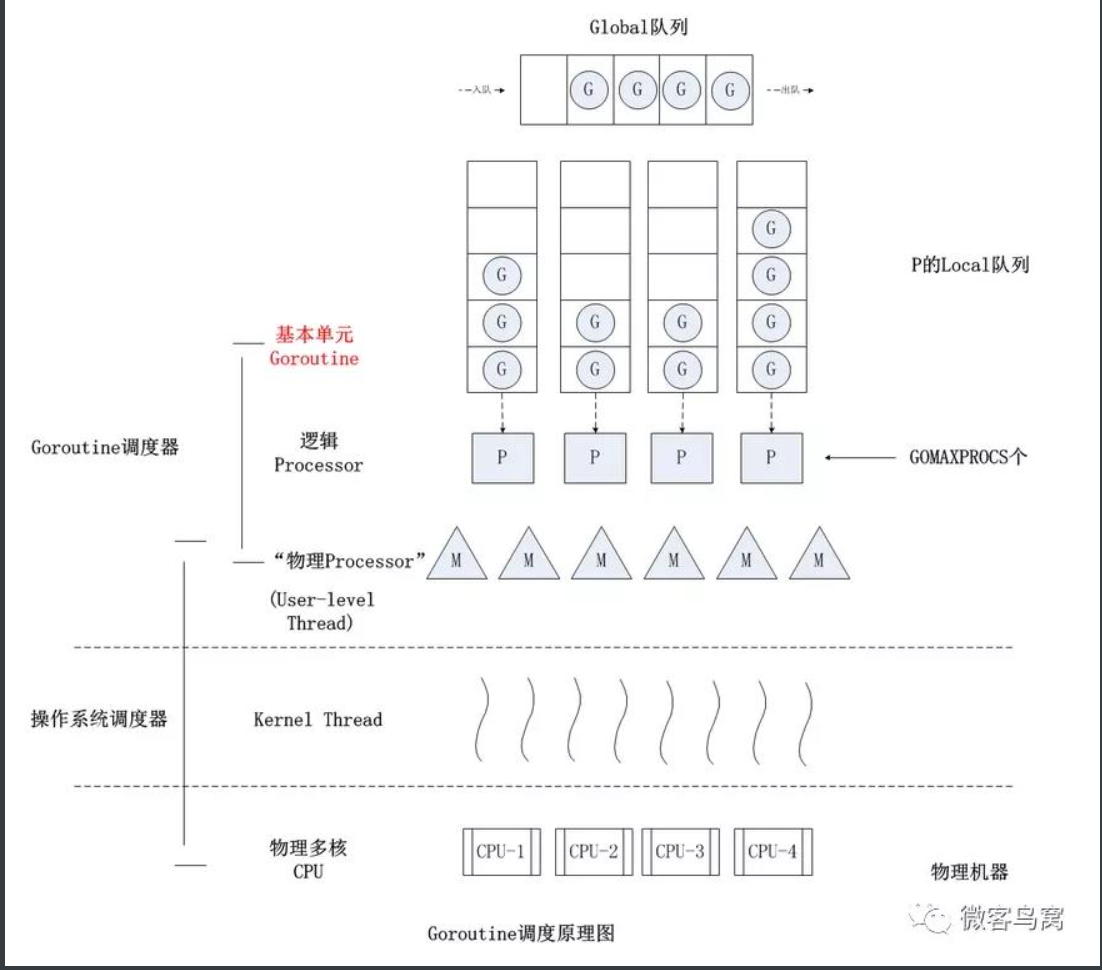 Global队列
--入队
G G G G
--出队
G
G
P的Local队列
G G
基本单元
Goroutine
G G G G
G G G G
Goroutine调度器
逻辑
Processor
P P P P
GOMAXPROCS个
“物理Processor”
M M M M M M
(User-level
Thread)
操作系统调度器
Kernel Thread
物理多核
CPU
CPU-1 CPU-2 CPU-3 CPU-4
物理机器
微客鸟窝
Goroutine调度原理图